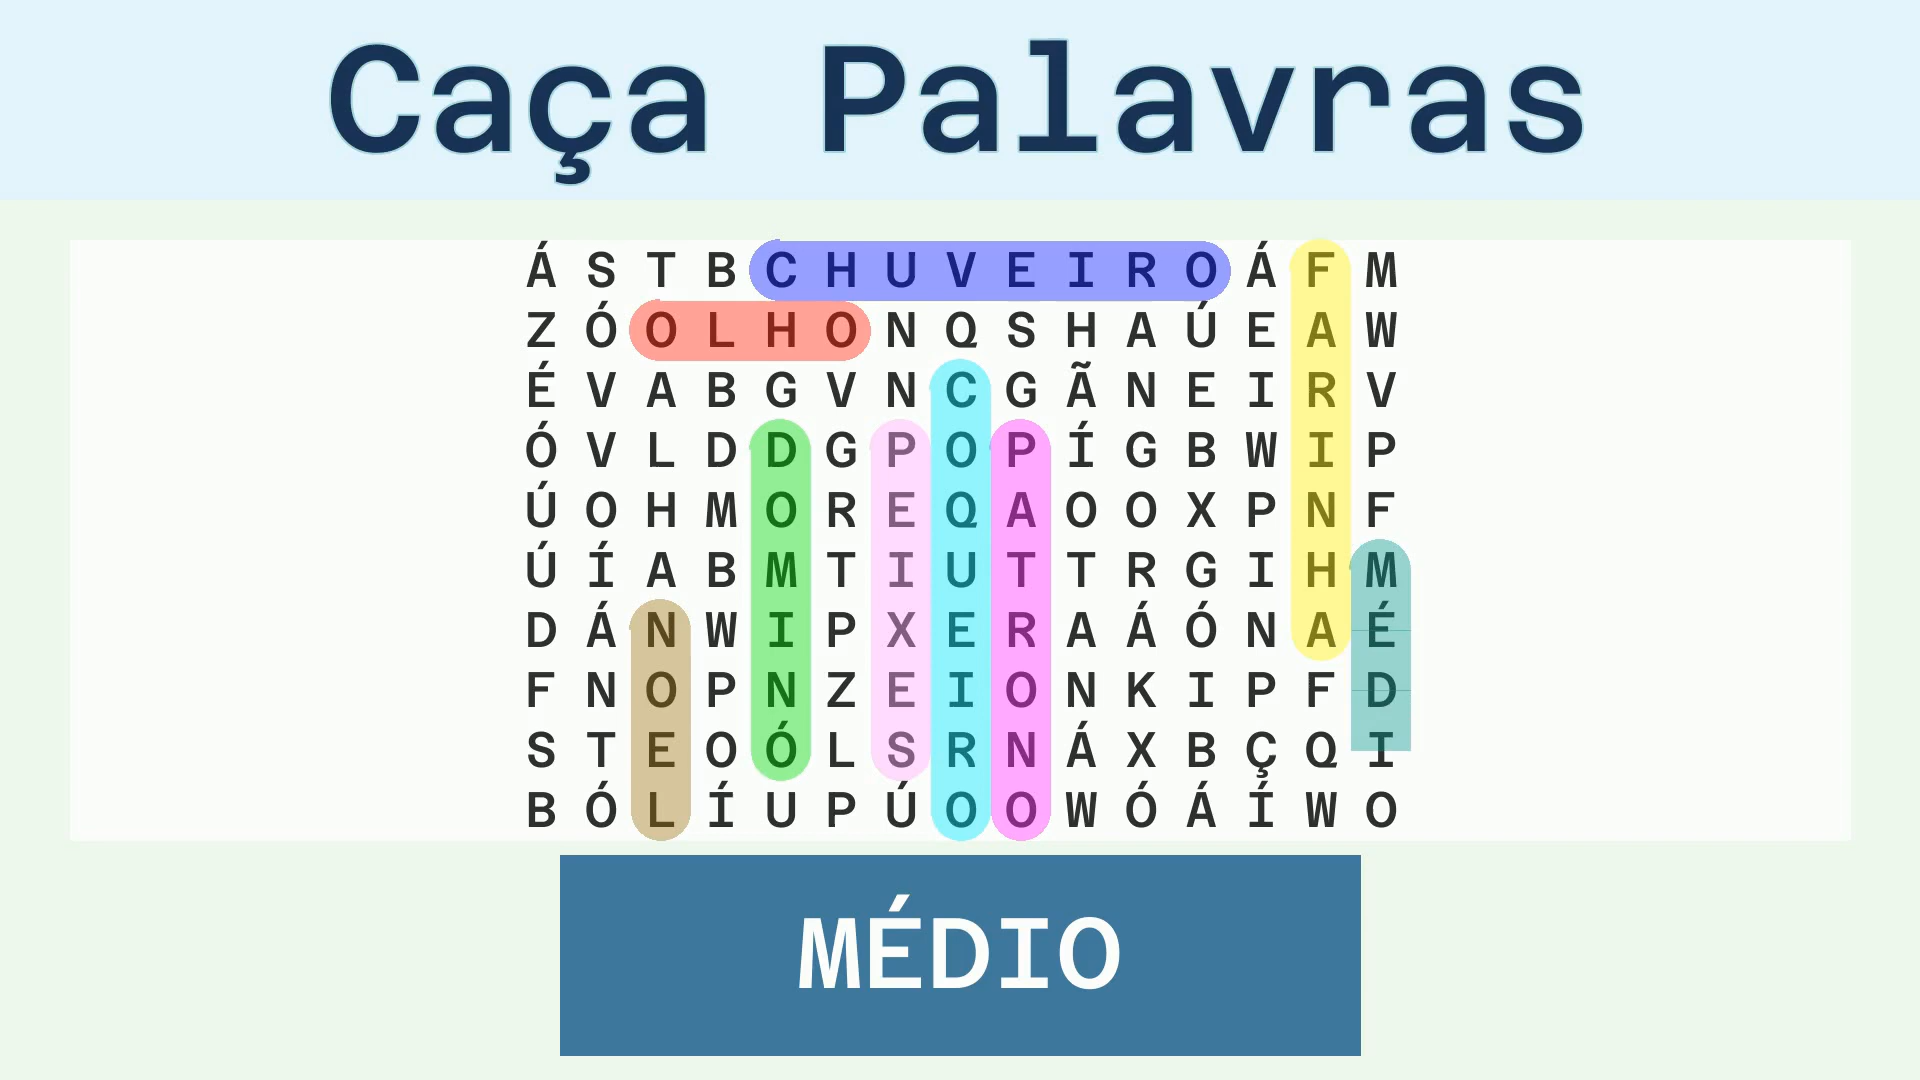 Caça Palavras
Á S T B C H U V E I R O Á F M
Z Ó O L H O N Q S H A Ú E A W
É V A B G V N C G Ã N E I R V
Ó V L D D G P O P Í G B W I P
Ú O H M O R E Q A O O X P N F
Ú Í A B M T I U T T R G I H M
D Á N W I P X E R A Á Ó N A É
F N O P N Z E I O N K I P F D
S T E O Ó L S R N Á X B Ç Q I
B Ó L Í U P Ú O O W Ó Á Í W O
MÉDIO